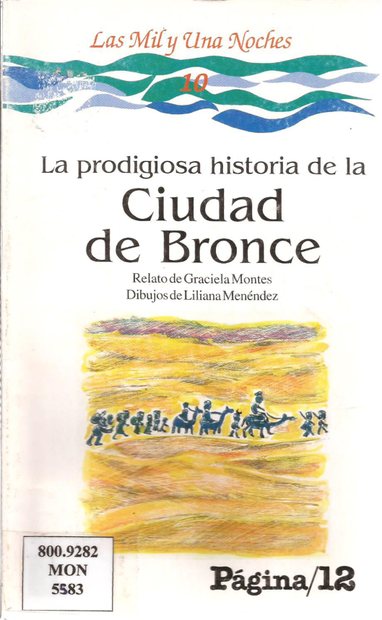 Las Mil y Una Noches
10
La prodigiosa historia de la
Ciudad
de Bronce
Relato de Graciela Montes
Dibujos de Liliana Menéndez
800.9282
MON
5583
Página/12